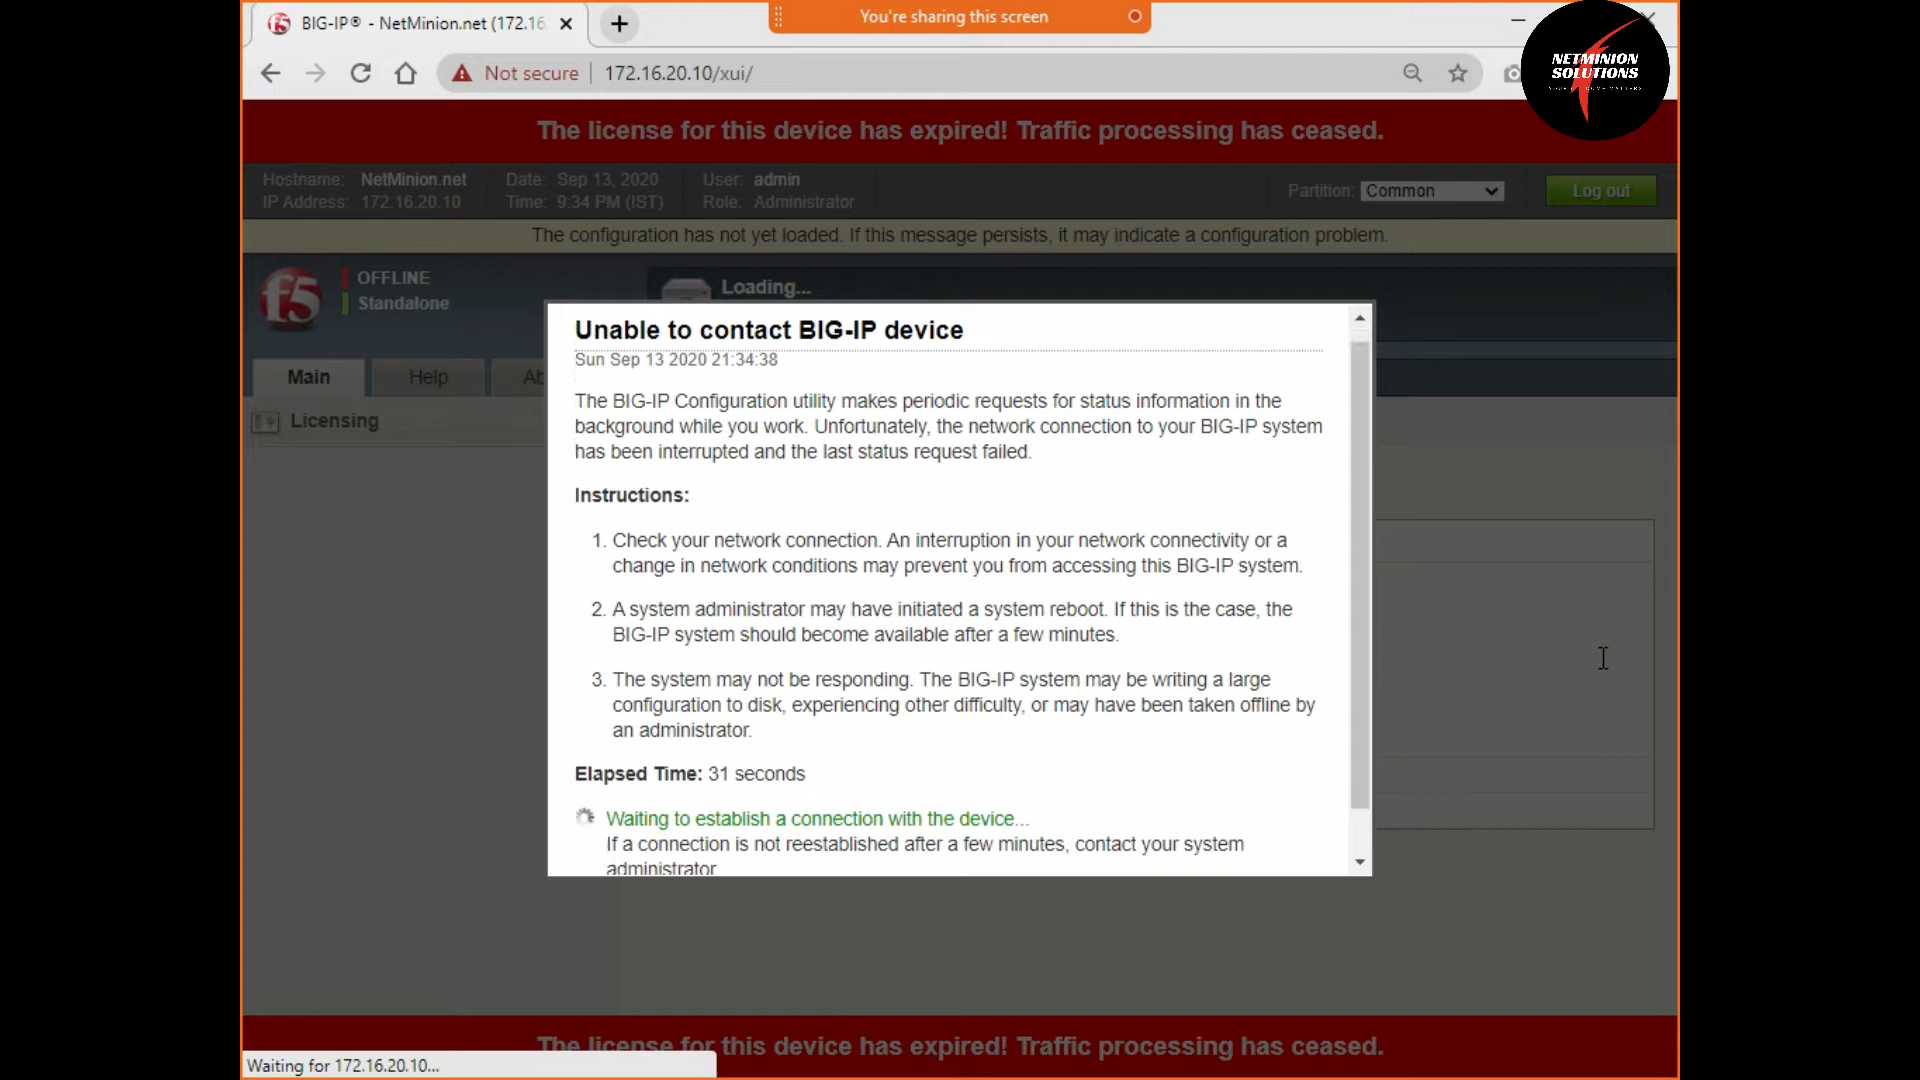 BIG-IP® - NetMinion.net (172.16
You're sharing this screen
NETMINION
SOLUTIONS
Not secure
172.16.20.10/xui/
The license for this device has expired! Traffic processing has ceased.
Hostname: NetMinion.net
Date: Sep 13, 2020
User: admin
IP Address: 172.16.20.10
Time: 9:34 PM (IST)
Role: Administrator
Partition: Common
Log out
The configuration has not yet loaded. If this message persists, it may indicate a configuration problem.
f5
OFFLINE
Standalone
Loading...
Main
Help
Ab
Licensing
Unable to contact BIG-IP device
Sun Sep 13 2020 21:34:38
The BIG-IP Configuration utility makes periodic requests for status information in the
background while you work. Unfortunately, the network connection to your BIG-IP system
has been interrupted and the last status request failed.
Instructions:
1. Check your network connection. An interruption in your network connectivity or a
change in network conditions may prevent you from accessing this BIG-IP system.
2. A system administrator may have initiated a system reboot. If this is the case, the
BIG-IP system should become available after a few minutes.
3. The system may not be responding. The BIG-IP system may be writing a large
configuration to disk, experiencing other difficulty, or may have been taken offline by
an administrator.
Elapsed Time: 31 seconds
Waiting to establish a connection with the device...
If a connection is not reestablished after a few minutes, contact your system
administrator
The license for this device has expired! Traffic processing has ceased.
Waiting for 172.16.20.10...